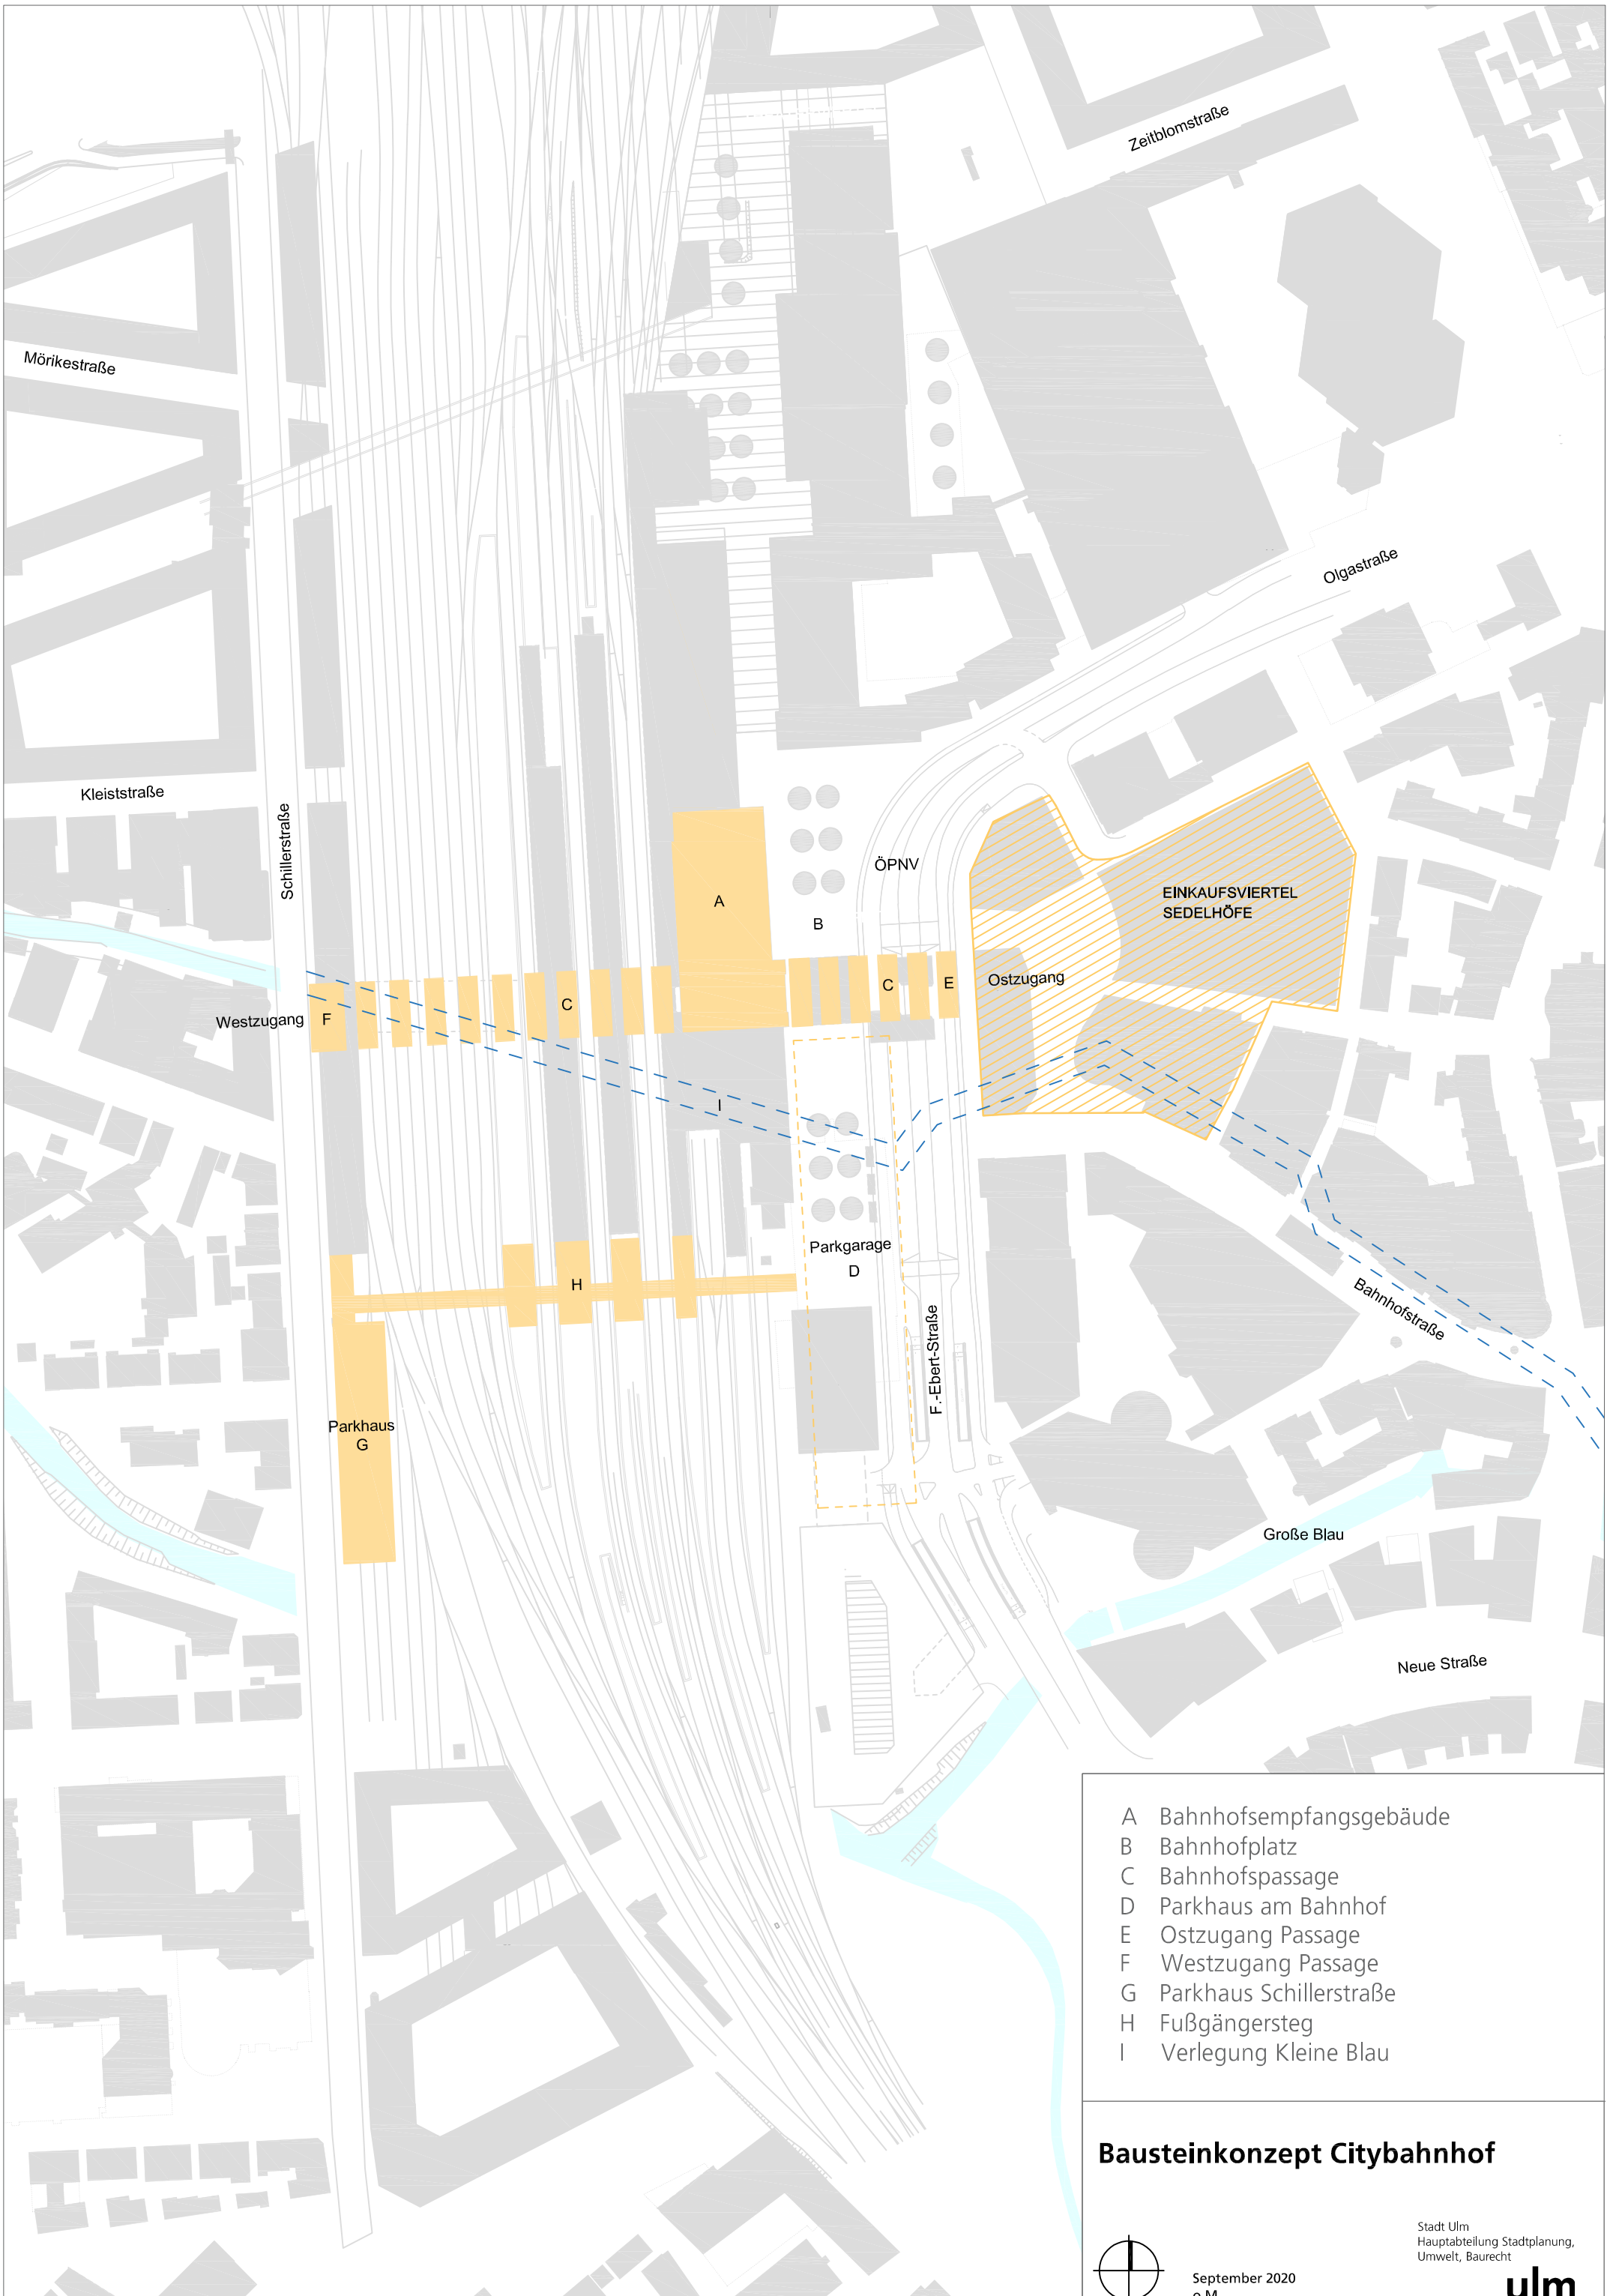 Zeitblomstraße
Mörikestraße
Olgastraße
Kleiststraße
Schillerstraße
ÖPNV
A
EINKAUFSVIERTEL
SEDELHÖFE
B
Ostzugang
C
E
C
Westzugang
F
I
Parkgarage
D
H
Bahnhofstraße
F.-Ebert-Straße
Parkhaus
G
Große Blau
Neue Straße
A Bahnhofsempfangsgebäude
B Bahnhofplatz
C Bahnhofspassage
D Parkhaus am Bahnhof
E Ostzugang Passage
F Westzugang Passage
G Parkhaus Schillerstraße
H Fußgängersteg
I Verlegung Kleine Blau
Bausteinkonzept Citybahnhof
Stadt Ulm
Hauptabteilung Stadtplanung,
Umwelt, Baurecht
September 2020
o.M.
ulm